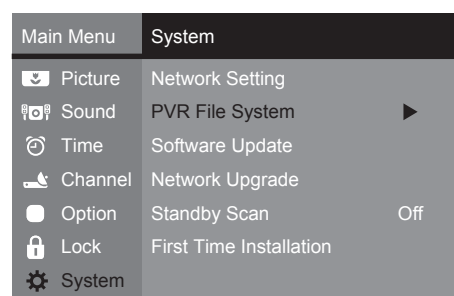 Main Menu System
Picture Network Setting
Sound PVR File System
Time Software Update
Channel Network Upgrade
Option Standby Scan Off
Lock First Time Installation
System